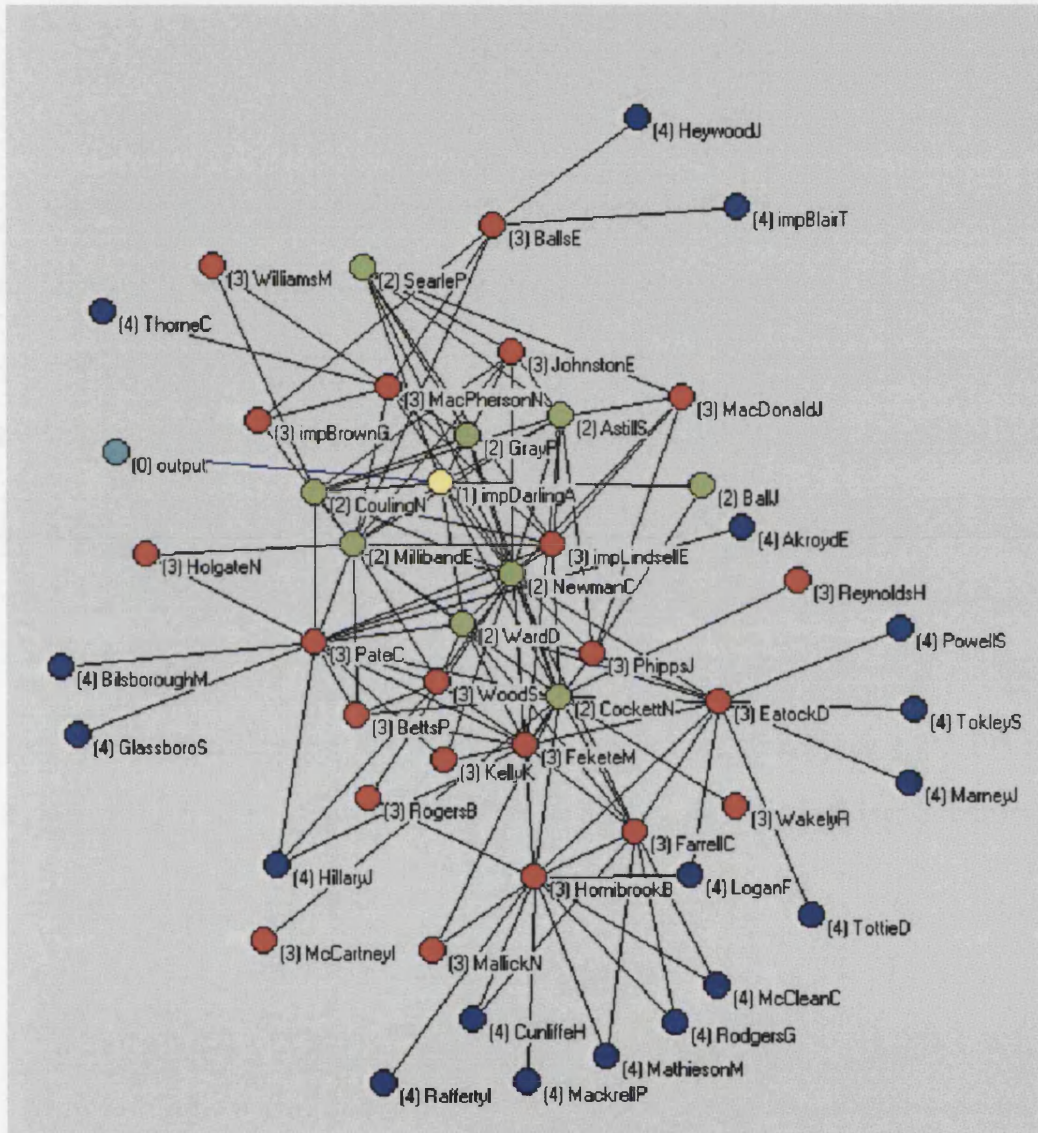 (4) HeywoodJ
(4) impBlairT
(3) BallsE
(3) WilliamsM
(2) SearleP
(4) ThorneC
(3) JohnstonE
(3) MacPhersonN
(3) MacDonaldJ
(3) impBrownG
(2) AstillS
(2) GrayP
(0) output
(1) impDarlingA
(2) BallJ
(2) CoulingN
(4) AkroydE
(2) MillibandE
(3) impLindsellE
(3) HolgateN
(2) NewmanC
(3) ReynoldsH
(2) WardD
(4) PowellS
(3) PateC
(3) PhippsJ
(4) BilsboroughM
(3) WoodS
(2) CockettN
(3) EatockD
(4) TokleyS
(3) BettsP
(4) GlassboroS
(3) FeketeM
(3) KellyK
(4) MarneyJ
(3) RogersB
(3) WakelyR
(3) FarrellC
(4) HillaryJ
(3) HornibrookB
(4) LoganF
(4) TottieD
(3) McCartneyI
(3) MallickN
(4) McCleanC
(4) CunliffeH
(4) RodgersG
(4) MathiesonM
(4) RaffertyI
(4) MackrellP